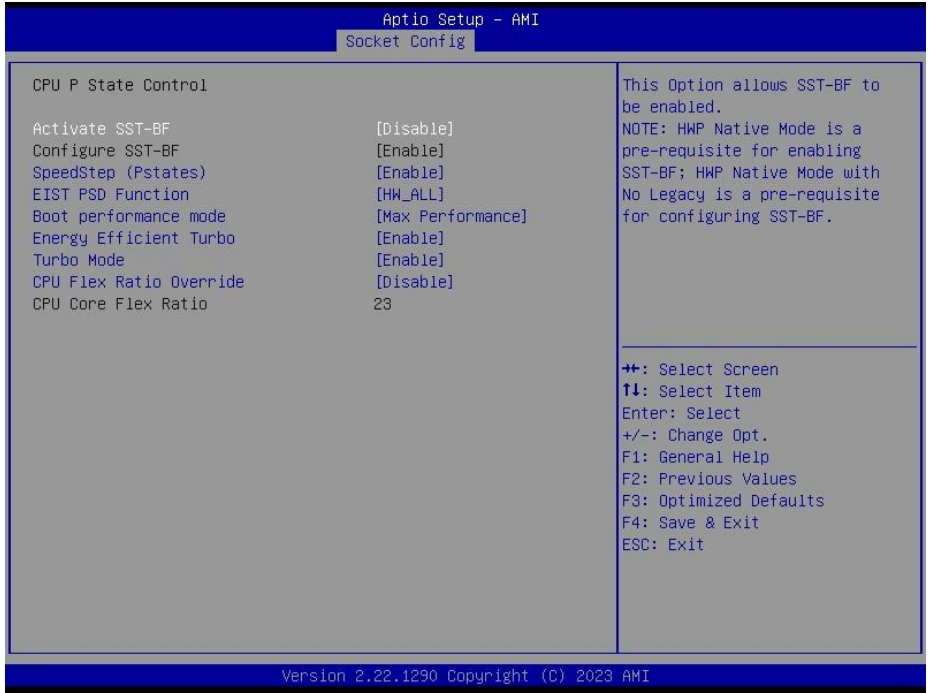 Aptio Setup - AMI
Socket Config
CPU P State Control
Activate SST-BF [Disable]
Configure SST-BF [Enable]
SpeedStep (Pstates) [Enable]
EIST PSD Function [HW_ALL]
Boot performance mode [Max Performance]
Energy Efficient Turbo [Enable]
Turbo Mode [Enable]
CPU Flex Ratio Override [Disable]
CPU Core Flex Ratio 23
This Option allows SST-BF to
be enabled.
NOTE: HWP Native Mode is a
pre-requisite for enabling
SST-BF; HWP Native Mode with
No Legacy is a pre-requisite
for configuring SST-BF.
→←: Select Screen
↑↓: Select Item
Enter: Select
+/-: Change Opt.
F1: General Help
F2: Previous Values
F3: Optimized Defaults
F4: Save & Exit
ESC: Exit
Version 2.22.1290 Copyright (C) 2023 AMI